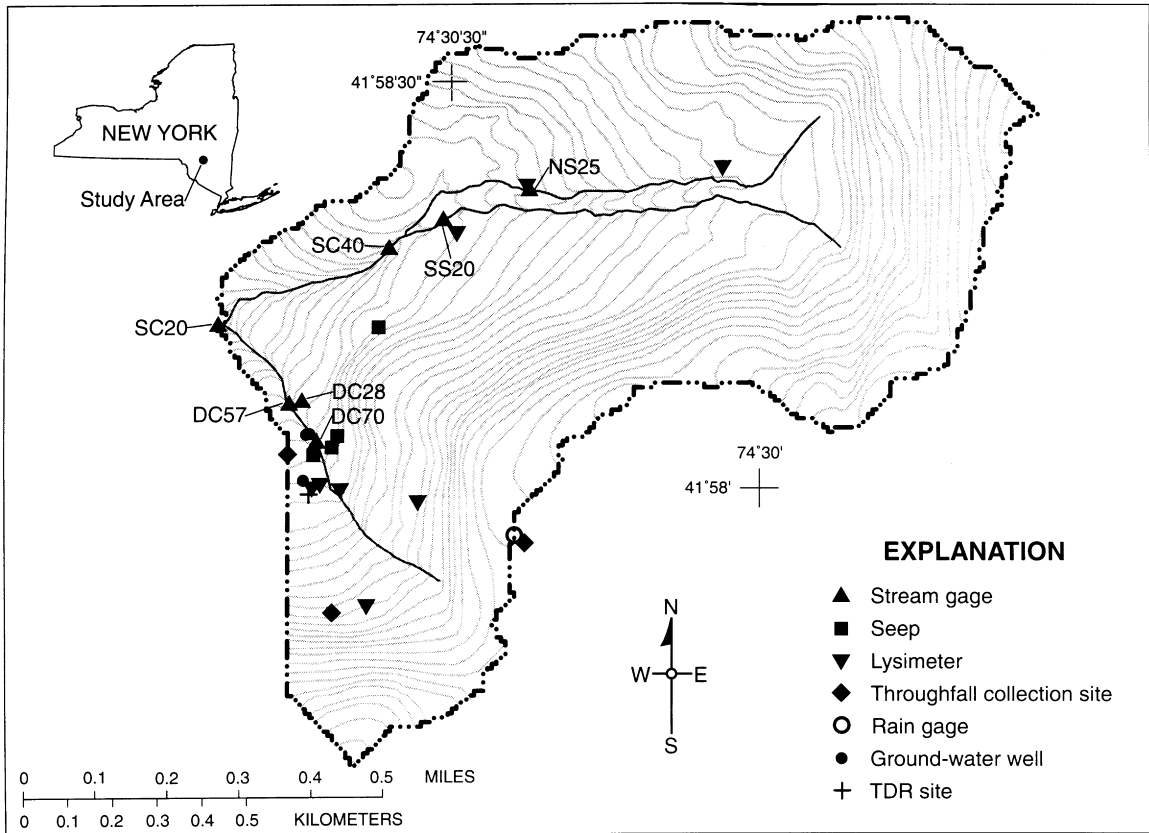 74°30'30"
41°58'30"
NEW YORK
Study Area
NS25
SC40
SS20
SC20
DC28
DC57
DC70
74°30'
41°58'
EXPLANATION
Stream gage
Seep
Lysimeter
Throughfall collection site
Rain gage
Ground-water well
TDR site
N
W E
S
0 0.1 0.2 0.3 0.4 0.5 MILES
0 0.1 0.2 0.3 0.4 0.5 KILOMETERS